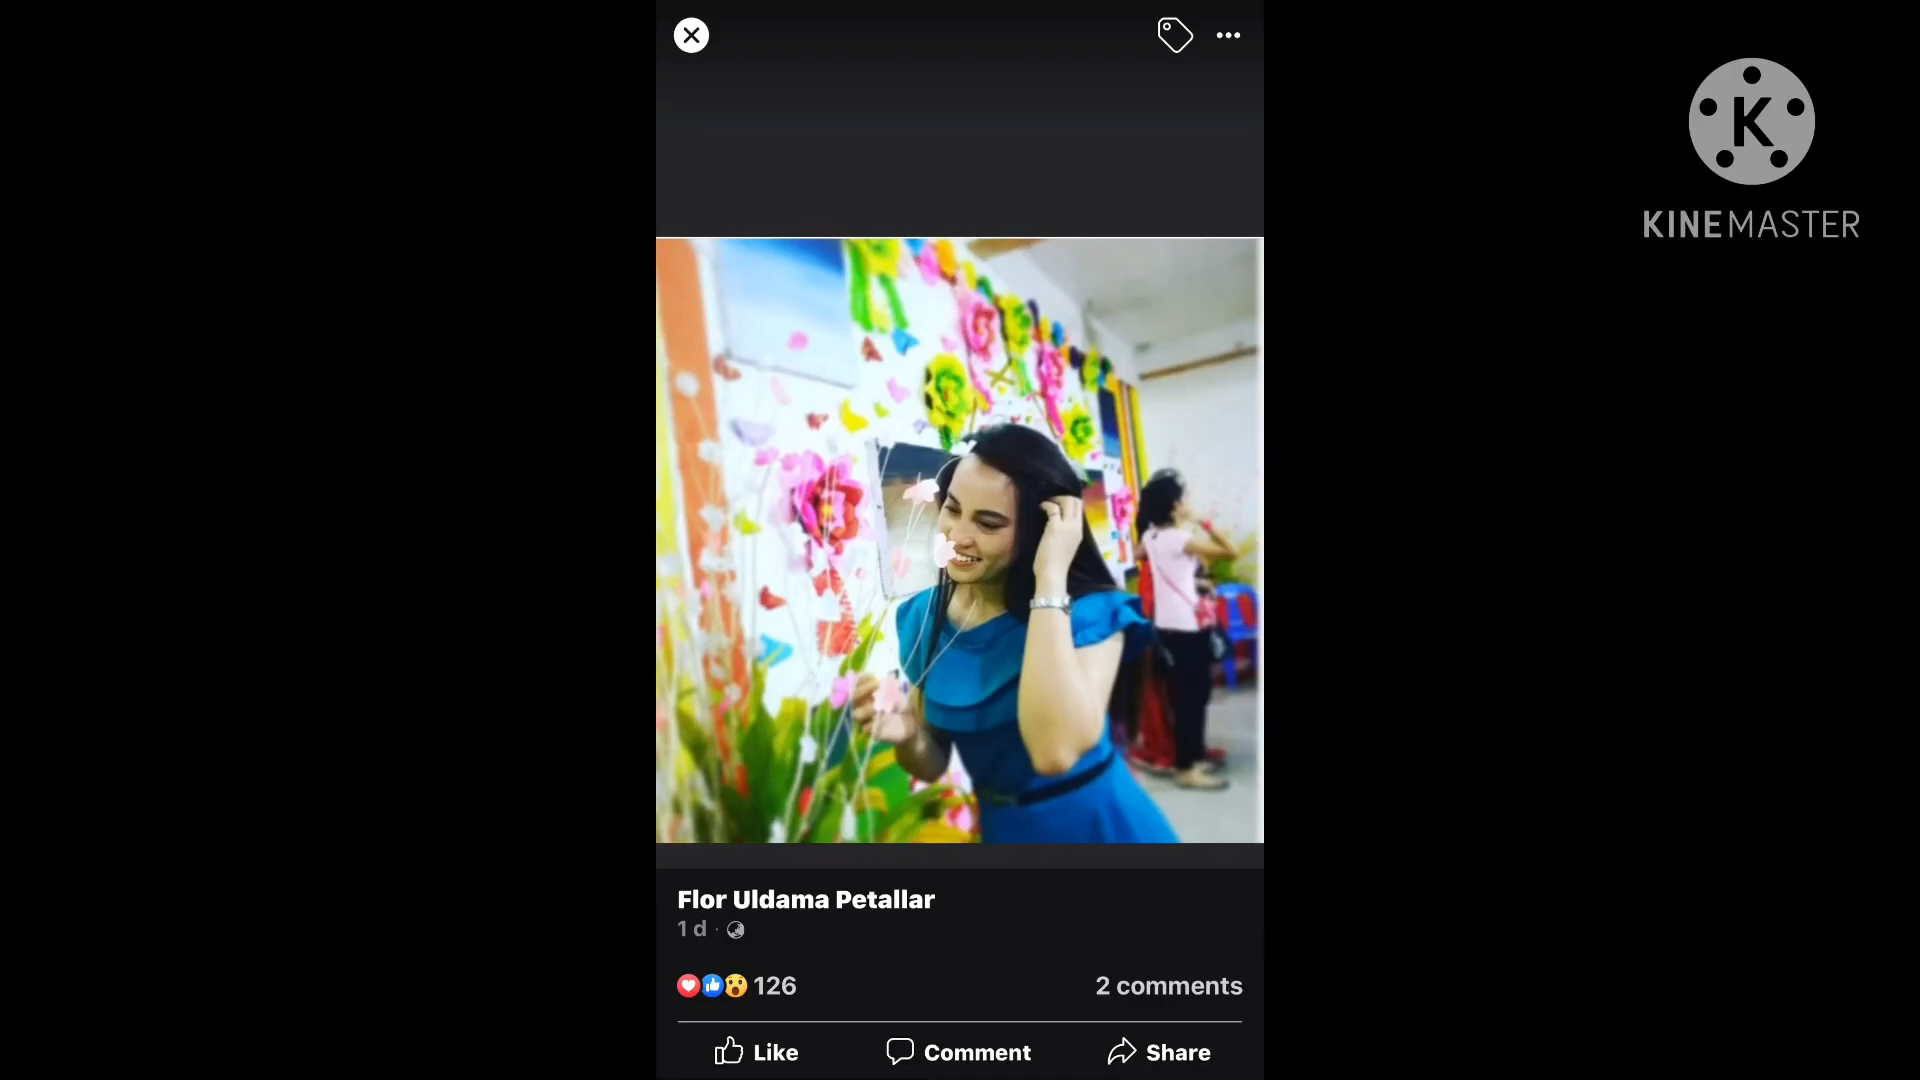 K
KINEMASTER
Flor Uldama Petallar
1 d ·
126
2 comments
Like
Comment
Share